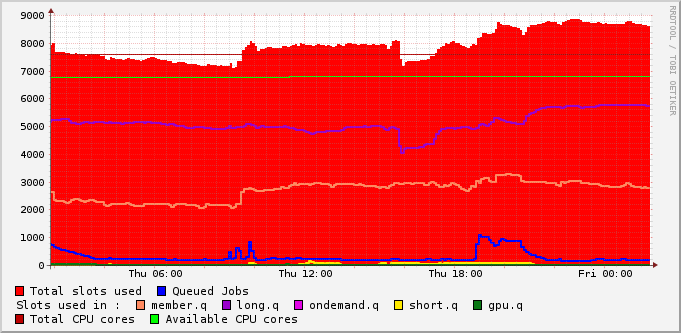 9000
8000
7000
6000
5000
4000
3000
2000
1000
0
Thu 06:00 Thu 12:00 Thu 18:00 Fri 00:00
RRDTOOL / TOBI OETIKER
Total slots used Queued Jobs
Slots used in : member.q long.q ondemand.q short.q gpu.q
Total CPU cores Available CPU cores